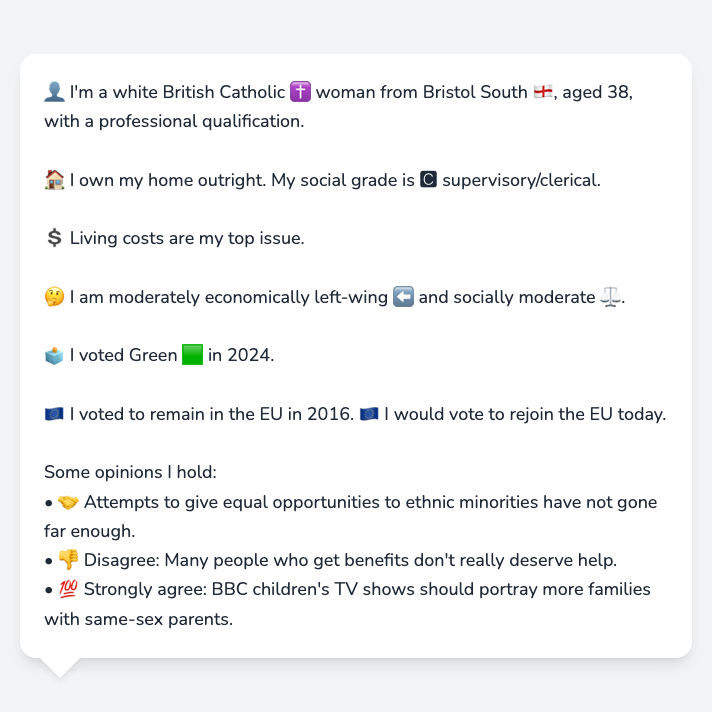 👤 I'm a white British Catholic ✝️ woman from Bristol South 🏴󠁧󠁢󠁥󠁮󠁧󠁿, aged 38,
with a professional qualification.
🏠 I own my home outright. My social grade is 🅲 supervisory/clerical.
💲 Living costs are my top issue.
🤔 I am moderately economically left-wing ⬅️ and socially moderate ⚖️.
🗳️ I voted Green 🟩 in 2024.
🇪🇺 I voted to remain in the EU in 2016. 🇪🇺 I would vote to rejoin the EU today.
Some opinions I hold:
• 🤝 Attempts to give equal opportunities to ethnic minorities have not gone
far enough.
• 👎 Disagree: Many people who get benefits don't really deserve help.
• 💯 Strongly agree: BBC children's TV shows should portray more families
with same-sex parents.